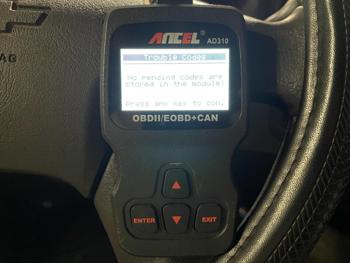 ANCEL
AD310
Trouble Codes
No pending codes are
stored in the module!
Press any key to con.
OBDII/EOBD+CAN
ENTER
EXIT
AG